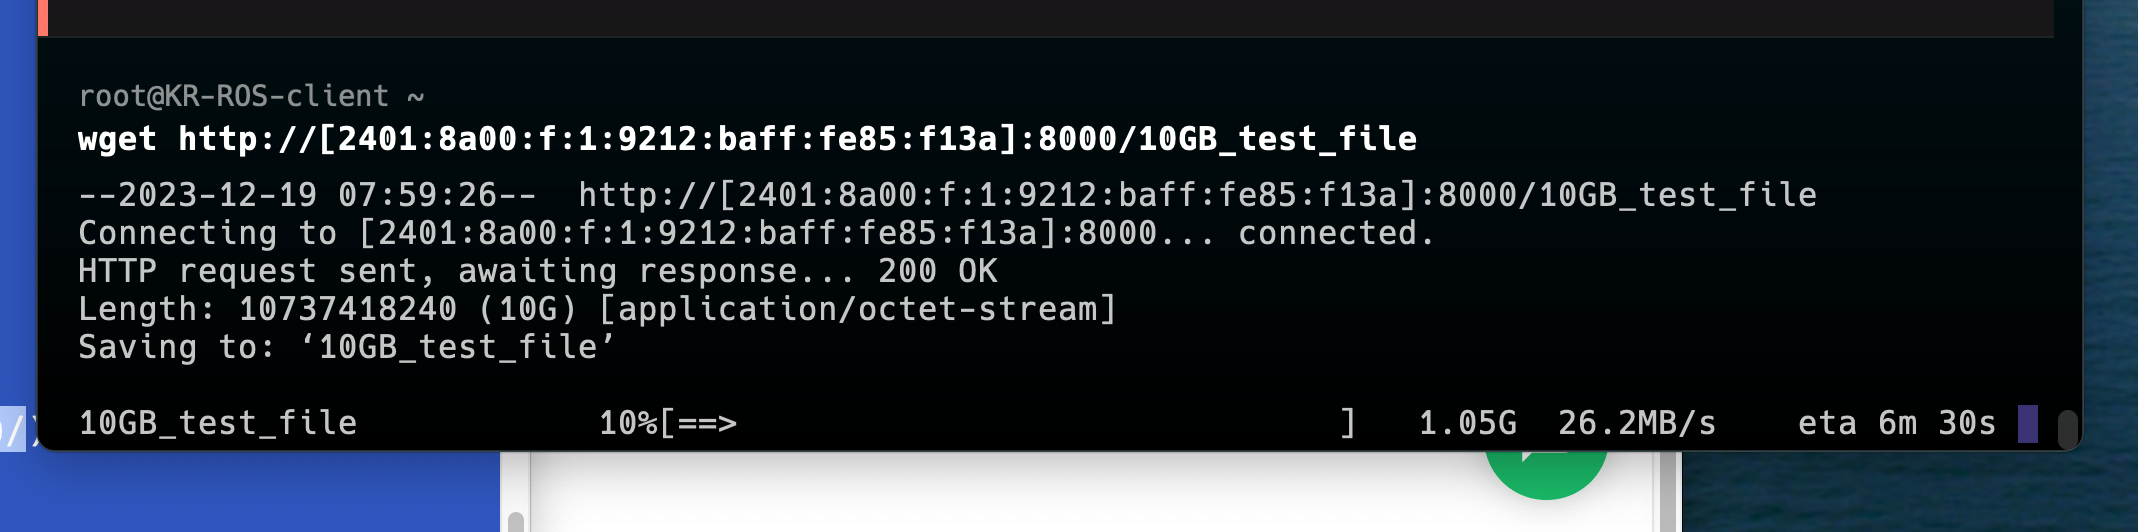 root@KR-ROS-client ~
wget http://[2401:8a00:f:1:9212:baff:fe85:f13a]:8000/10GB_test_file
--2023-12-19 07:59:26--  http://[2401:8a00:f:1:9212:baff:fe85:f13a]:8000/10GB_test_file
Connecting to [2401:8a00:f:1:9212:baff:fe85:f13a]:8000... connected.
HTTP request sent, awaiting response... 200 OK
Length: 10737418240 (10G) [application/octet-stream]
Saving to: ‘10GB_test_file’
10GB_test_file            10%[==>                              ]   1.05G  26.2MB/s    eta 6m 30s